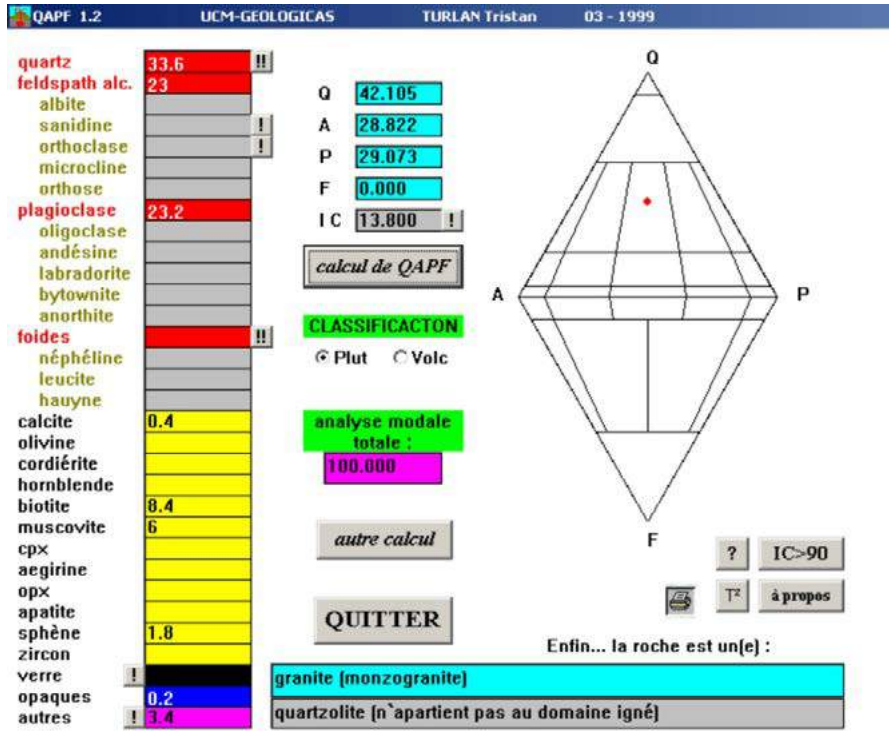 QAPF 1.2 UCM-GEOLOGICAS TURLAN Tristan 03 - 1999
quartz 33.6 !!
feldspath alc. 23
albite
sanidine !
orthoclase !
microcline
orthose
plagioclase 23.2
oligoclase
andésine
labradorite
bytownite
anorthite
foides !!
néphéline
leucite
hauyne
calcite 0.4
olivine
cordiérite
hornblende
biotite 8.4
muscovite 6
cpx
aegirine
opx
apatite
sphène 1.8
zircon
verre !
opaques 0.2
autres ! 3.4
Q 42.105
A 28.822
P 29.073
F 0.000
IC 13.800 !
calcul de QAPF
CLASSIFICACTON
Plut Volc
analyse modale
totale :
100.000
autre calcul
QUITTER
Q
A
P
F
? IC>90
T² à propos
Enfin... la roche est un(e) :
granite (monzogranite)
quartzolite (n`apartient pas au domaine igné)